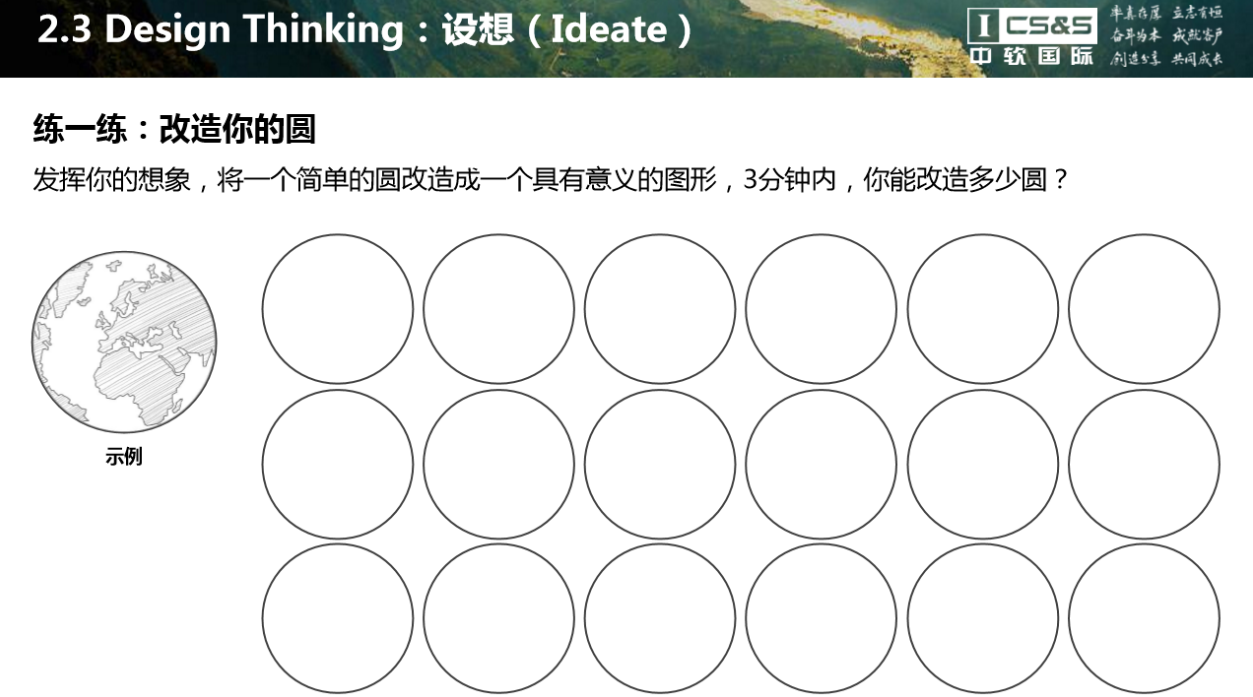 2.3 Design Thinking：设想（Ideate）
I CS&S
中软国际
率真存厚 立志有恒
奋斗为本 成就客户
创造分享 共同成长
练一练：改造你的圆
发挥你的想象，将一个简单的圆改造成一个具有意义的图形，3分钟内，你能改造多少圆？
示例